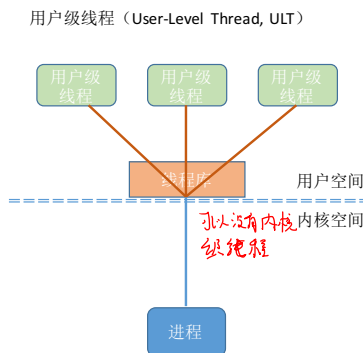 用户级线程（User-Level Thread, ULT）
用户级
线程
用户级
线程
用户级
线程
线程库
用户空间
可以没有内核
级线程
内核空间
进程